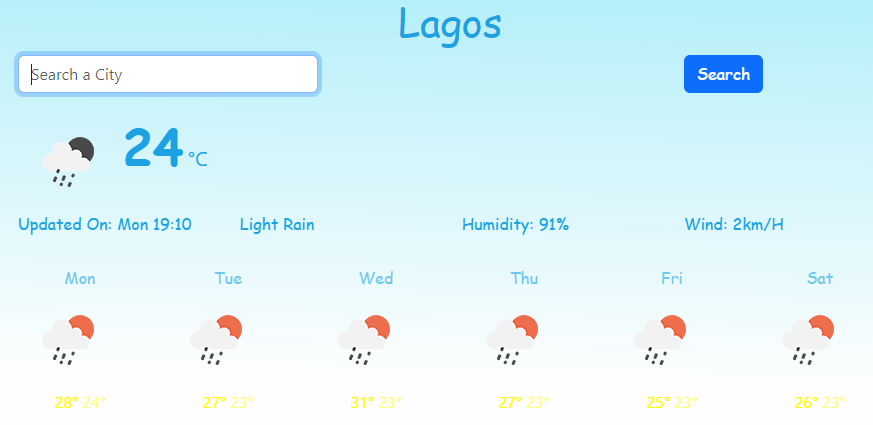 Lagos
Search a City Search
24 °C
Updated On: Mon 19:10 Light Rain Humidity: 91% Wind: 2km/H
Mon Tue Wed Thu Fri Sat
28° 24° 27° 23° 31° 23° 27° 23° 25° 23° 26° 23°